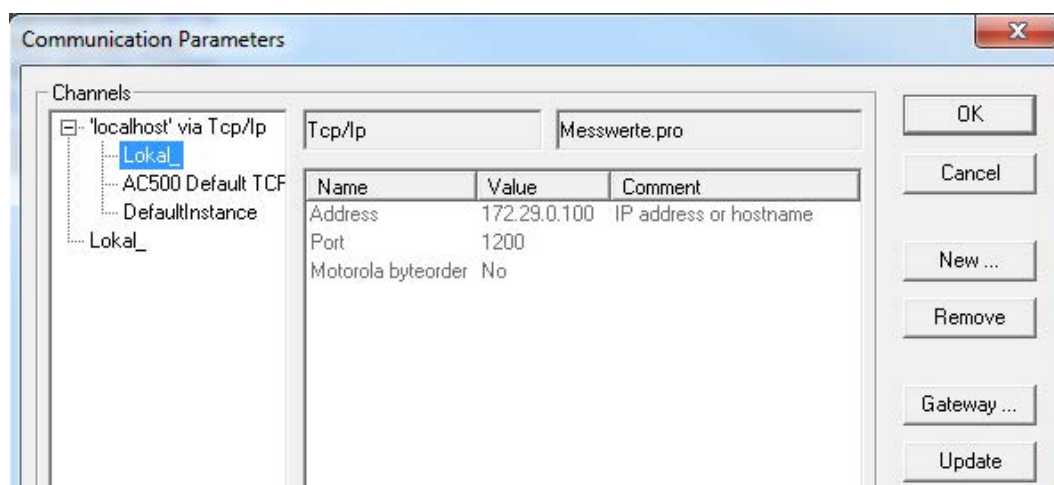 Communication Parameters
x
Channels
'localhost' via Tcp/Ip
Lokal_
AC500 Default TCP
DefaultInstance
Lokal_
Tcp/Ip
Messwerte.pro
Name Value Comment
Address 172.29.0.100 IP address or hostname
Port 1200
Motorola byteorder No
OK
Cancel
New ...
Remove
Gateway ...
Update